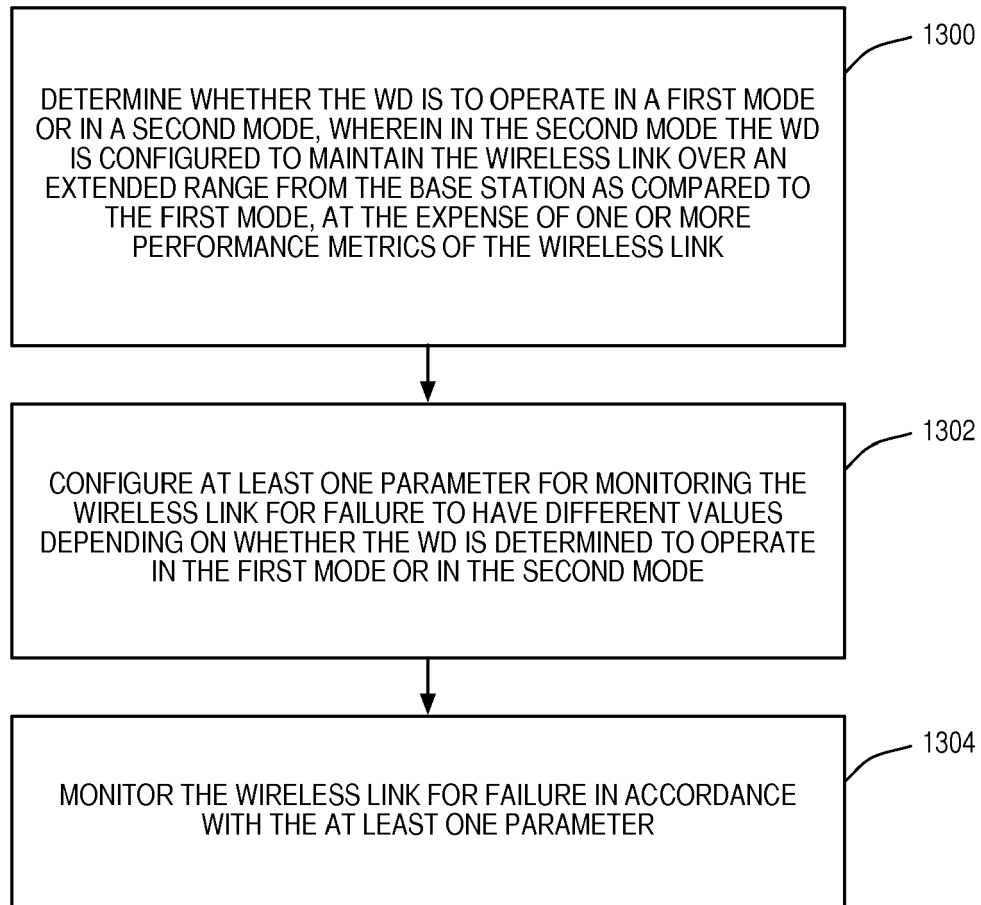 1300
DETERMINE WHETHER THE WD IS TO OPERATE IN A FIRST MODE
OR IN A SECOND MODE, WHEREIN IN THE SECOND MODE THE WD
IS CONFIGURED TO MAINTAIN THE WIRELESS LINK OVER AN
EXTENDED RANGE FROM THE BASE STATION AS COMPARED TO
THE FIRST MODE, AT THE EXPENSE OF ONE OR MORE
PERFORMANCE METRICS OF THE WIRELESS LINK
1302
CONFIGURE AT LEAST ONE PARAMETER FOR MONITORING THE
WIRELESS LINK FOR FAILURE TO HAVE DIFFERENT VALUES
DEPENDING ON WHETHER THE WD IS DETERMINED TO OPERATE
IN THE FIRST MODE OR IN THE SECOND MODE
1304
MONITOR THE WIRELESS LINK FOR FAILURE IN ACCORDANCE
WITH THE AT LEAST ONE PARAMETER